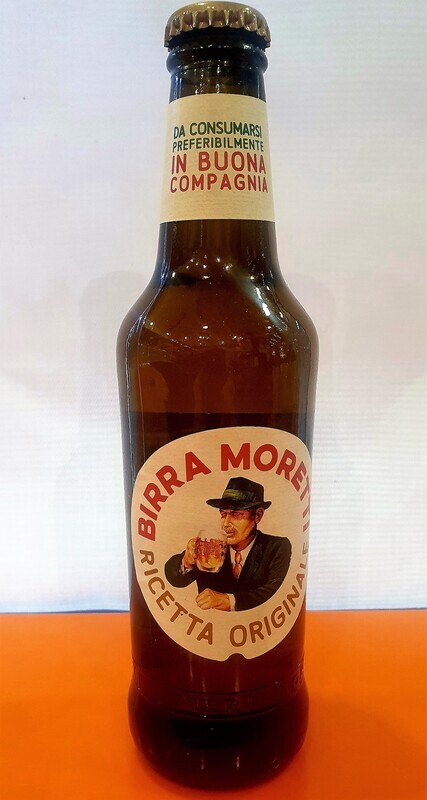 DA CONSUMARSI
PREFERIBILMENTE
IN BUONA
COMPAGNIA
BIRRA MORETTI
RICETTA ORIGINALE